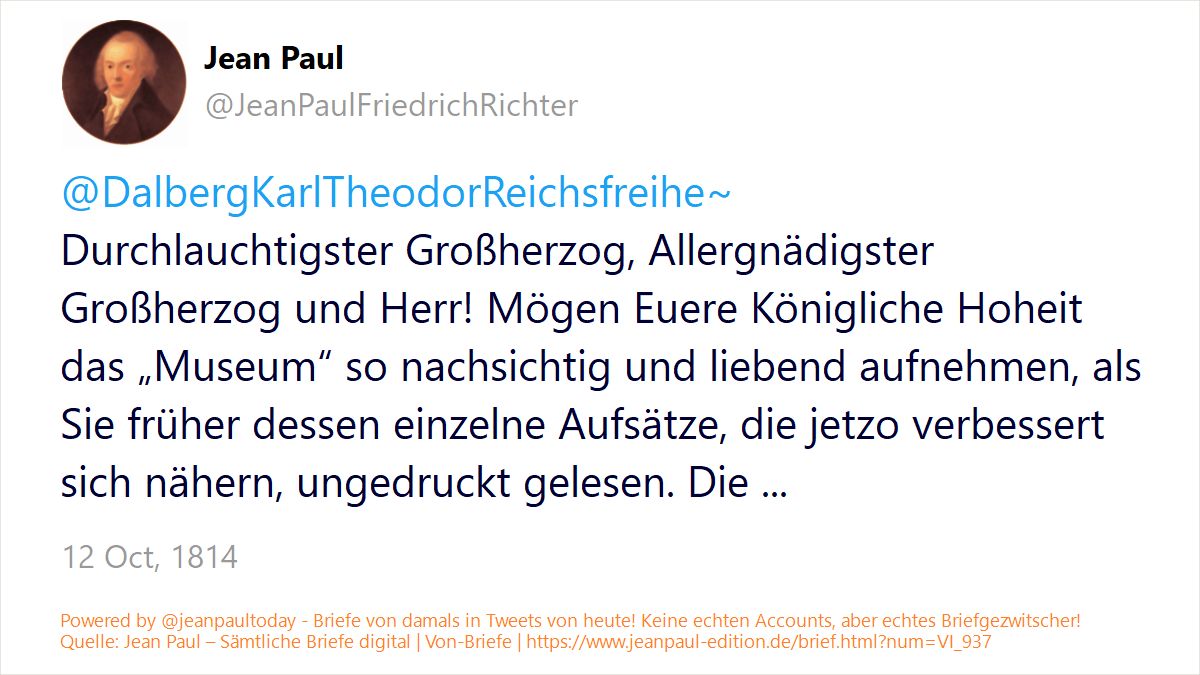 Jean Paul
@JeanPaulFriedrichRichter
@DalbergKarlTheodorReichsfreihe~
Durchlauchtigster Großherzog, Allergnädigster
Großherzog und Herr! Mögen Euere Königliche Hoheit
das „Museum“ so nachsichtig und liebend aufnehmen, als
Sie früher dessen einzelne Aufsätze, die jetzo verbessert
sich nähern, ungedruckt gelesen. Die ...
12 Oct, 1814
Powered by @jeanpaultoday - Briefe von damals in Tweets von heute! Keine echten Accounts, aber echtes Briefgezwitscher!
Quelle: Jean Paul – Sämtliche Briefe digital | Von-Briefe | https://www.jeanpaul-edition.de/brief.html?num=VI_937